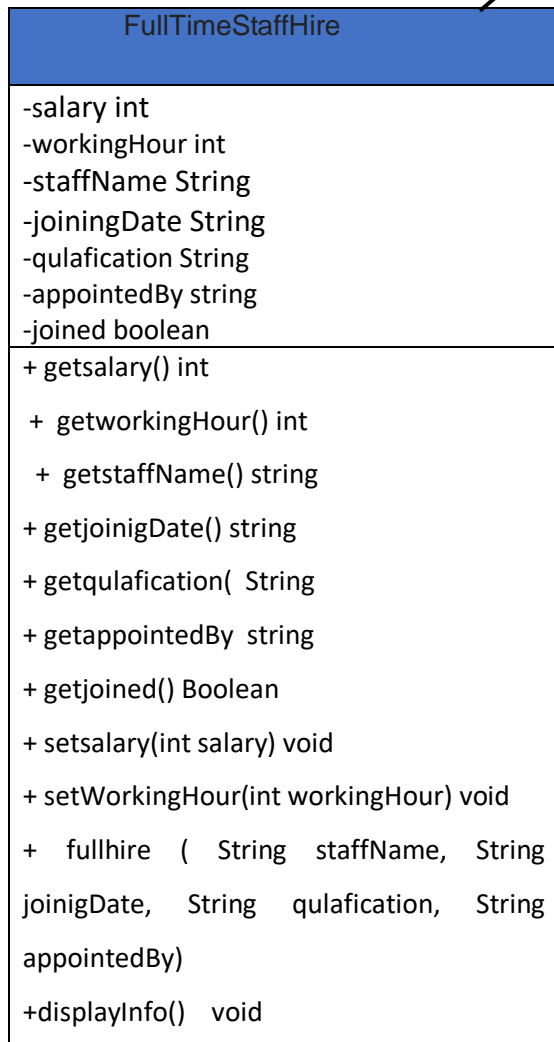 FullTimeStaffHire
-salary int
-workingHour int
-staffName String
-joiningDate String
-qulafication String
-appointedBy string
-joined boolean
+ getsalary() int
+ getworkingHour() int
+ getstaffName() string
+ getjoinigDate() string
+ getqulafication( String
+ getappointedBy string
+ getjoined() Boolean
+ setsalary(int salary) void
+ setWorkingHour(int workingHour) void
+ fullhire ( String staffName, String
joinigDate, String qulafication, String
appointedBy)
+displayInfo() void